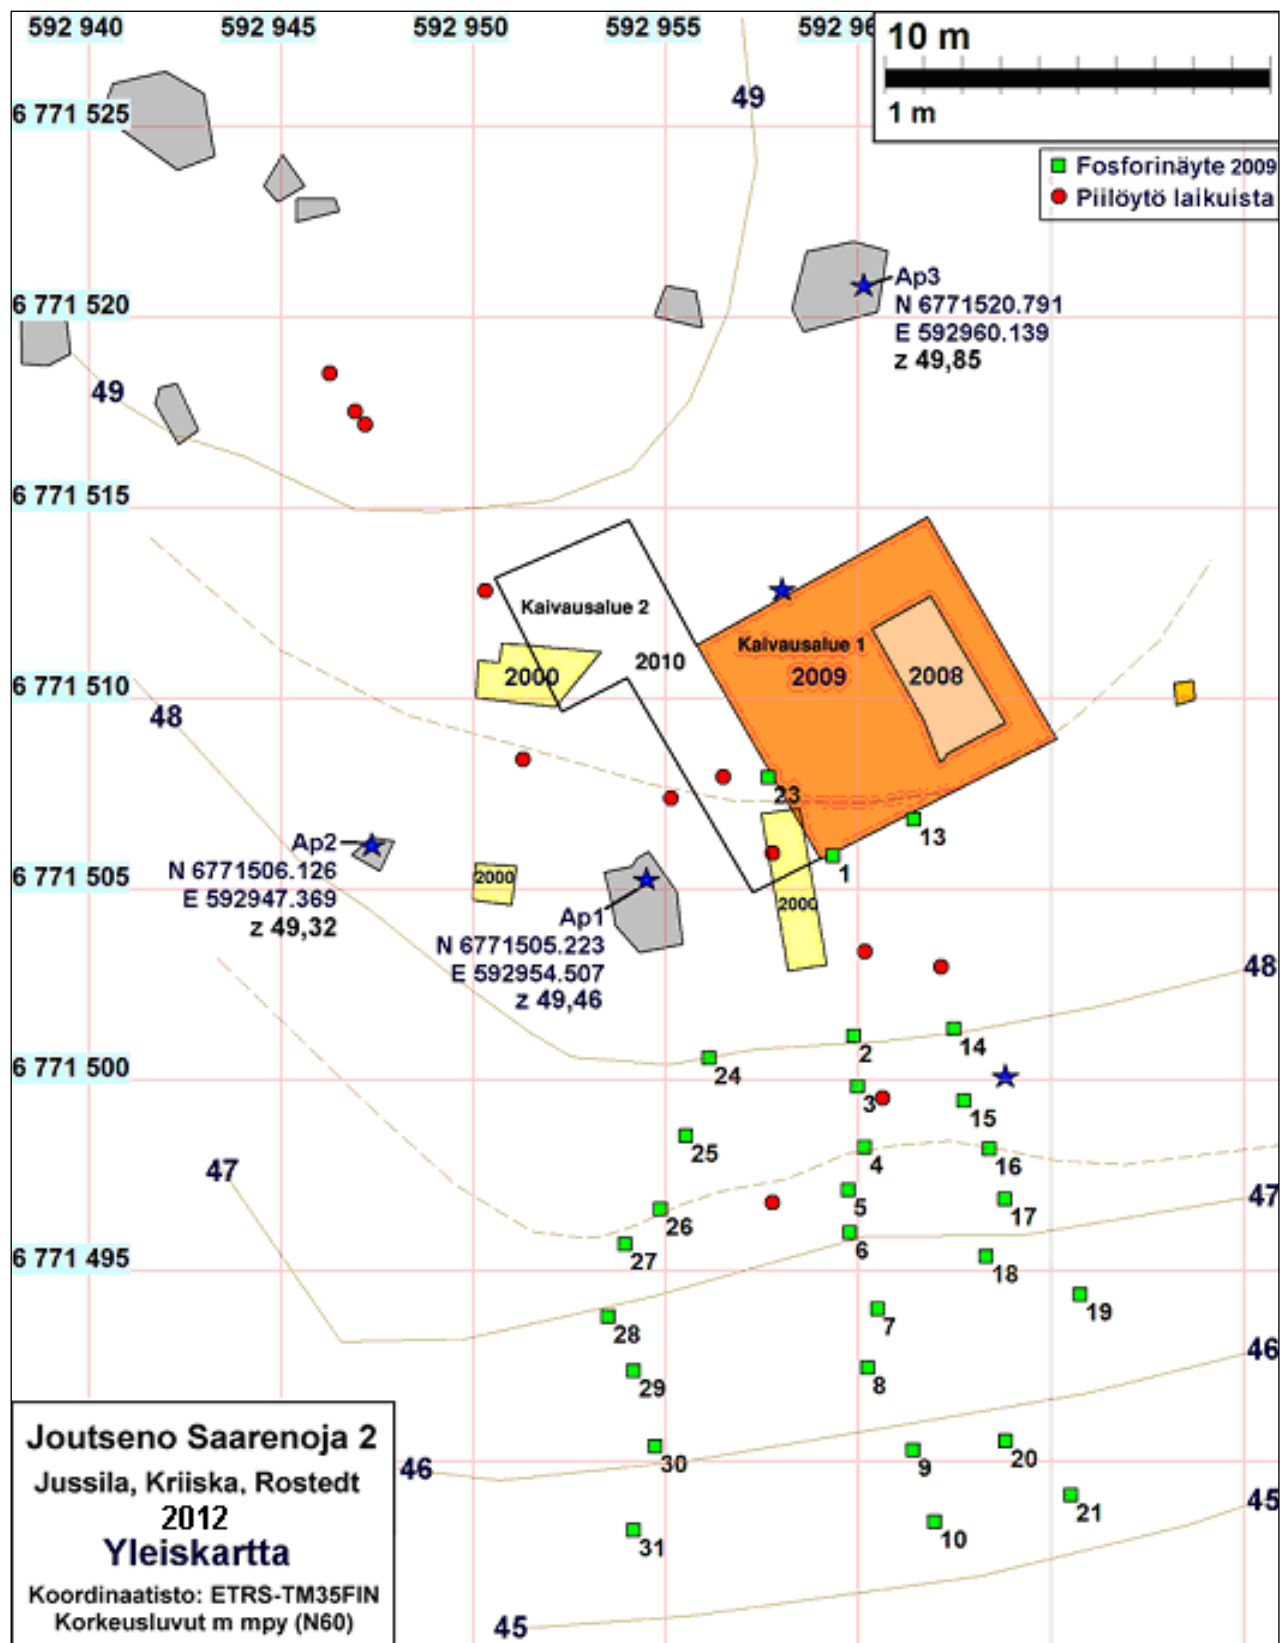 592 940
592 945
592 950
592 955
592 96
10 m
1 m
49
6 771 525
Fosforinäyte 2009
Piilöytö laikuista
Ap3
N 6771520.791
E 592960.139
z 49,85
6 771 520
49
6 771 515
Kaivausalue 2
2010
2000
Kaivausalue 1
2009
2008
6 771 510
48
23
13
1
Ap2
N 6771506.126
E 592947.369
z 49,32
2000
6 771 505
Ap1
N 6771505.223
E 592954.507
z 49,46
2000
48
2
14
24
6 771 500
3
15
25
4
16
47
5
17
47
26
6
27
18
6 771 495
19
28
7
46
29
8
30
9
20
46
21
45
31
10
45
Joutseno Saarenoja 2
Jussila, Kriiska, Rostedt
2012
Yleiskartta
Koordinaatisto: ETRS-TM35FIN
Korkeusluvut m mpy (N60)